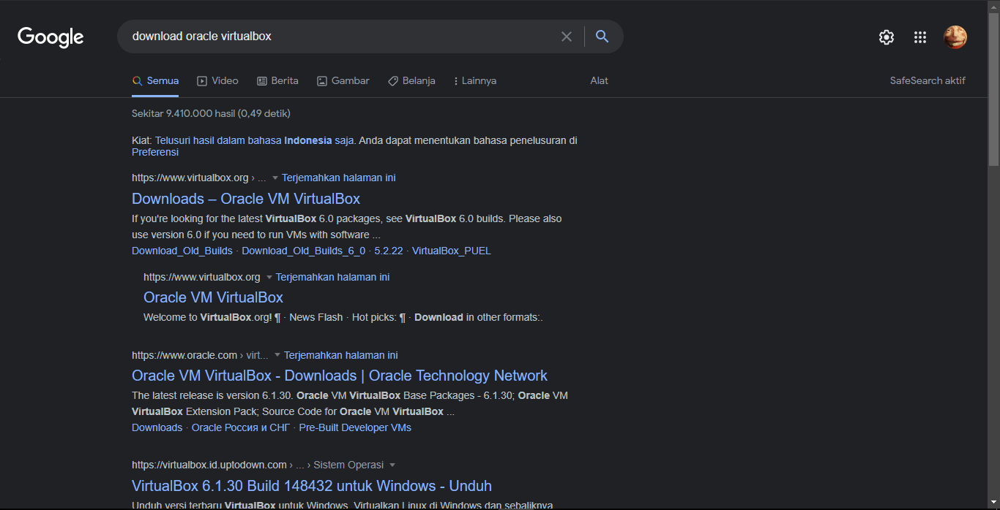 Google
download oracle virtualbox
Semua Video Berita Gambar Belanja Lainnya Alat SafeSearch aktif
Sekitar 9.410.000 hasil (0,49 detik)
Kiat: Telusuri hasil dalam bahasa Indonesia saja. Anda dapat menentukan bahasa penelusuran di
Preferensi
https://www.virtualbox.org › ... Terjemahkan halaman ini
Downloads – Oracle VM VirtualBox
If you're looking for the latest VirtualBox 6.0 packages, see VirtualBox 6.0 builds. Please also
use version 6.0 if you need to run VMs with software ...
Download_Old_Builds · Download_Old_Builds_6_0 · 5.2.22 · VirtualBox_PUEL
https://www.virtualbox.org Terjemahkan halaman ini
Oracle VM VirtualBox
Welcome to VirtualBox.org! ¶ · News Flash · Hot picks: ¶ · Download in other formats:.
https://www.oracle.com › virt... Terjemahkan halaman ini
Oracle VM VirtualBox - Downloads | Oracle Technology Network
The latest release is version 6.1.30. Oracle VM VirtualBox Base Packages - 6.1.30; Oracle VM
VirtualBox Extension Pack; Source Code for Oracle VM VirtualBox ...
Downloads · Oracle Россия и СНГ · Pre-Built Developer VMs
https://virtualbox.id.uptodown.com › ... › Sistem Operasi
VirtualBox 6.1.30 Build 148432 untuk Windows - Unduh
Unduh versi terbaru VirtualBox untuk Windows. Virtualkan Linux di Windows dan sebaliknya